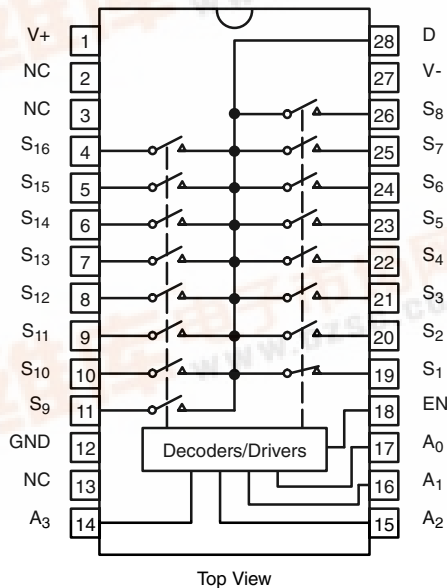 V+ 1 28 D
NC 2 27 V-
NC 3 26 S8
S16 4 25 S7
S15 5 24 S6
S14 6 23 S5
S13 7 22 S4
S12 8 21 S3
S11 9 20 S2
S10 10 19 S1
S9 11 18 EN
GND 12 Decoders/Drivers 17 A0
NC 13 16 A1
A3 14 15 A2
Top View